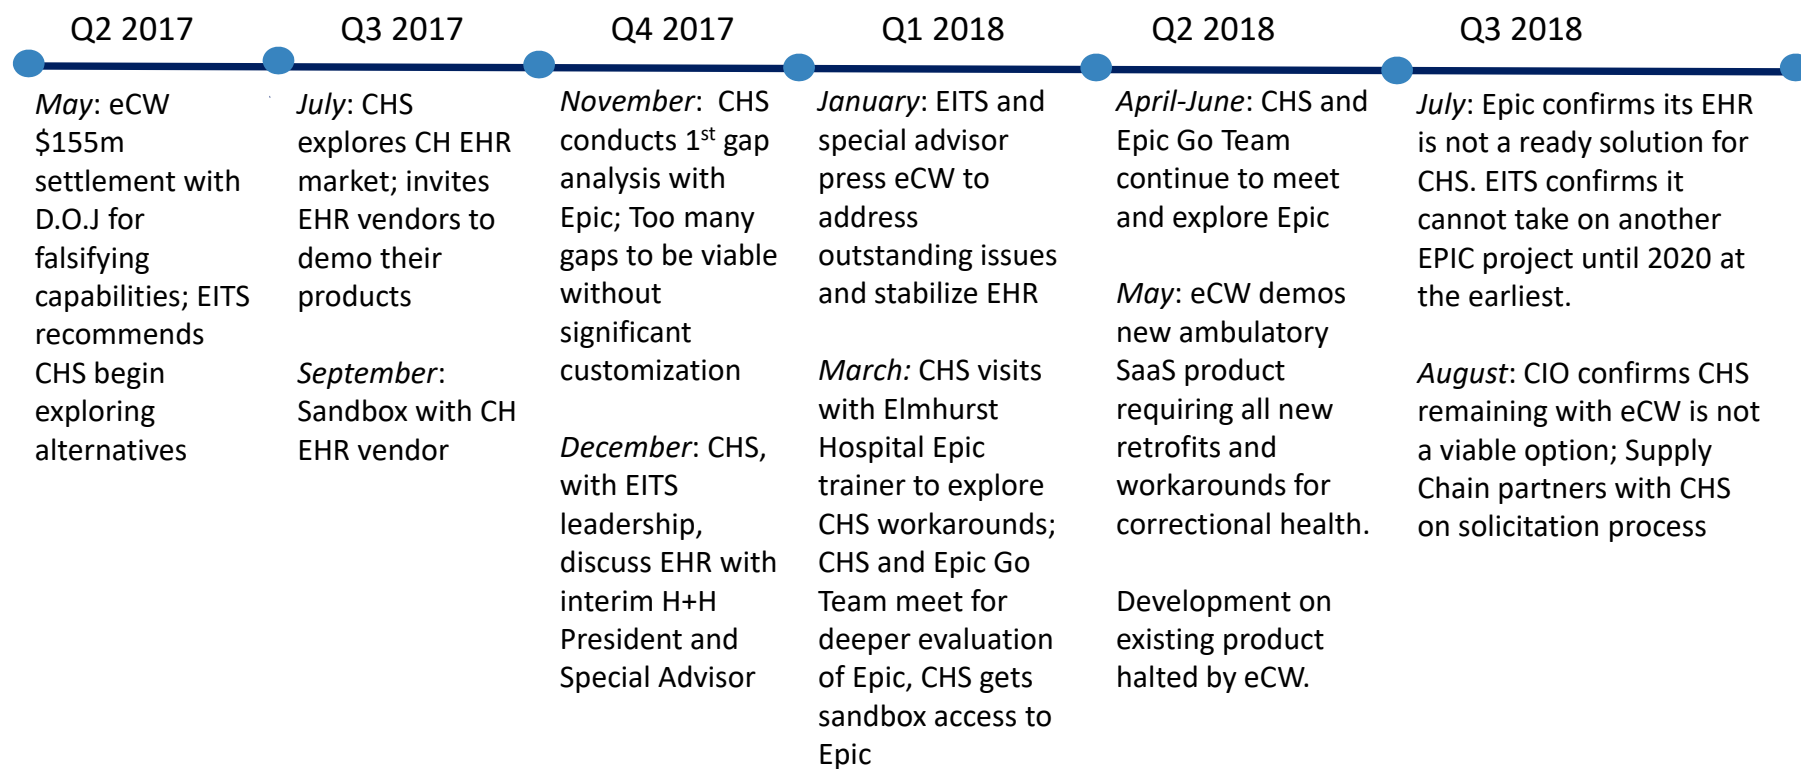 Q2 2017
Q3 2017
Q4 2017
Q1 2018
Q2 2018
Q3 2018
May: eCW
$155m
settlement with
D.O.J for
falsifying
capabilities; EITS
recommends
CHS begin
exploring
alternatives
July: CHS
explores CH EHR
market; invites
EHR vendors to
demo their
products
September:
Sandbox with CH
EHR vendor
November: CHS
conducts 1st gap
analysis with
Epic; Too many
gaps to be viable
without
significant
customization
December: CHS,
with EITS
leadership,
discuss EHR with
interim H+H
President and
Special Advisor
January: EITS and
special advisor
press eCW to
address
outstanding issues
and stabilize EHR
March: CHS visits
with Elmhurst
Hospital Epic
trainer to explore
CHS workarounds;
CHS and Epic Go
Team meet for
deeper evaluation
of Epic, CHS gets
sandbox access to
Epic
April-June: CHS and
Epic Go Team
continue to meet
and explore Epic
May: eCW demos
new ambulatory
SaaS product
requiring all new
retrofits and
workarounds for
correctional health.
Development on
existing product
halted by eCW.
July: Epic confirms its EHR
is not a ready solution for
CHS. EITS confirms it
cannot take on another
EPIC project until 2020 at
the earliest.
August: CIO confirms CHS
remaining with eCW is not
a viable option; Supply
Chain partners with CHS
on solicitation process